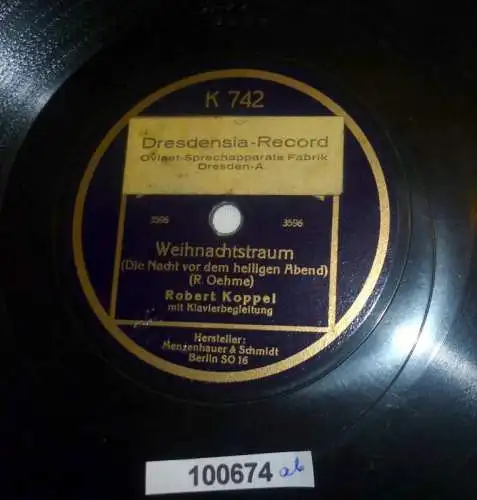 K 742
Dresdensia-Record
Oviset-Sprechapparate Fabrik
Dresden-A.
3596 3596
Weihnachtstraum
(Die Nacht vor dem heiligen Abend)
(R. Oehme)
Robert Koppel
mit Klavierbegleitung
Hersteller:
Menzenhauer & Schmidt
Berlin SO 16
100674 ab